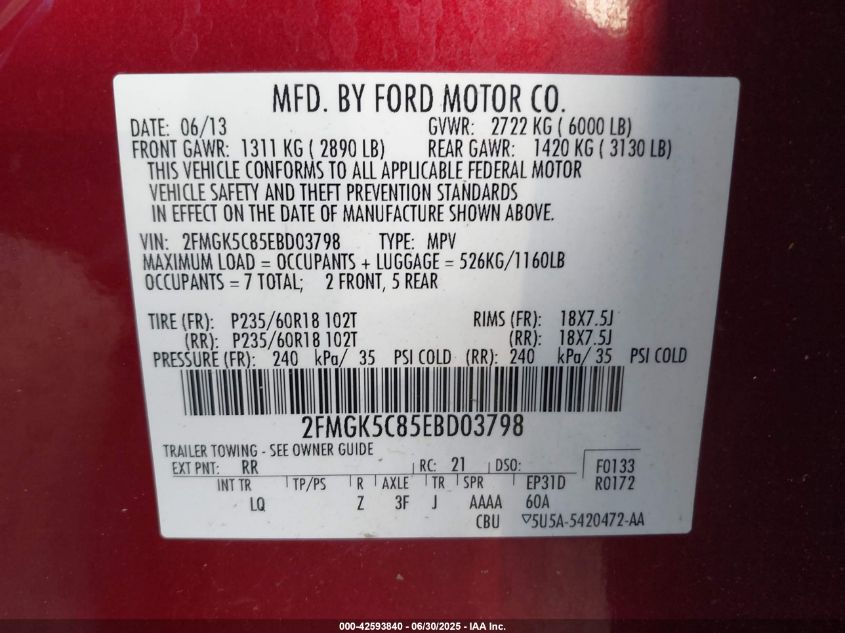 MFD. BY FORD MOTOR CO.
DATE: 06/13 GVWR: 2722 KG ( 6000 LB)
FRONT GAWR: 1311 KG ( 2890 LB) REAR GAWR: 1420 KG ( 3130 LB)
THIS VEHICLE CONFORMS TO ALL APPLICABLE FEDERAL MOTOR
VEHICLE SAFETY AND THEFT PREVENTION STANDARDS
IN EFFECT ON THE DATE OF MANUFACTURE SHOWN ABOVE.
VIN: 2FMGK5C85EBD03798 TYPE: MPV
MAXIMUM LOAD = OCCUPANTS + LUGGAGE = 526KG/1160LB
OCCUPANTS = 7 TOTAL; 2 FRONT, 5 REAR
TIRE (FR): P235/60R18 102T RIMS (FR): 18X7.5J
(RR): P235/60R18 102T (RR): 18X7.5J
PRESSURE (FR): 240 kPa/ 35 PSI COLD (RR): 240 kPa/ 35 PSI COLD
2FMGK5C85EBD03798
TRAILER TOWING - SEE OWNER GUIDE
EXT PNT: RR RC: 21 DSO: F0133
INT TR TP/PS R AXLE TR SPR EP31D R0172
LQ Z 3F J AAAA 60A
CBU ▽5U5A-5420472-AA
000-42593840 - 06/30/2025 - IAA Inc.